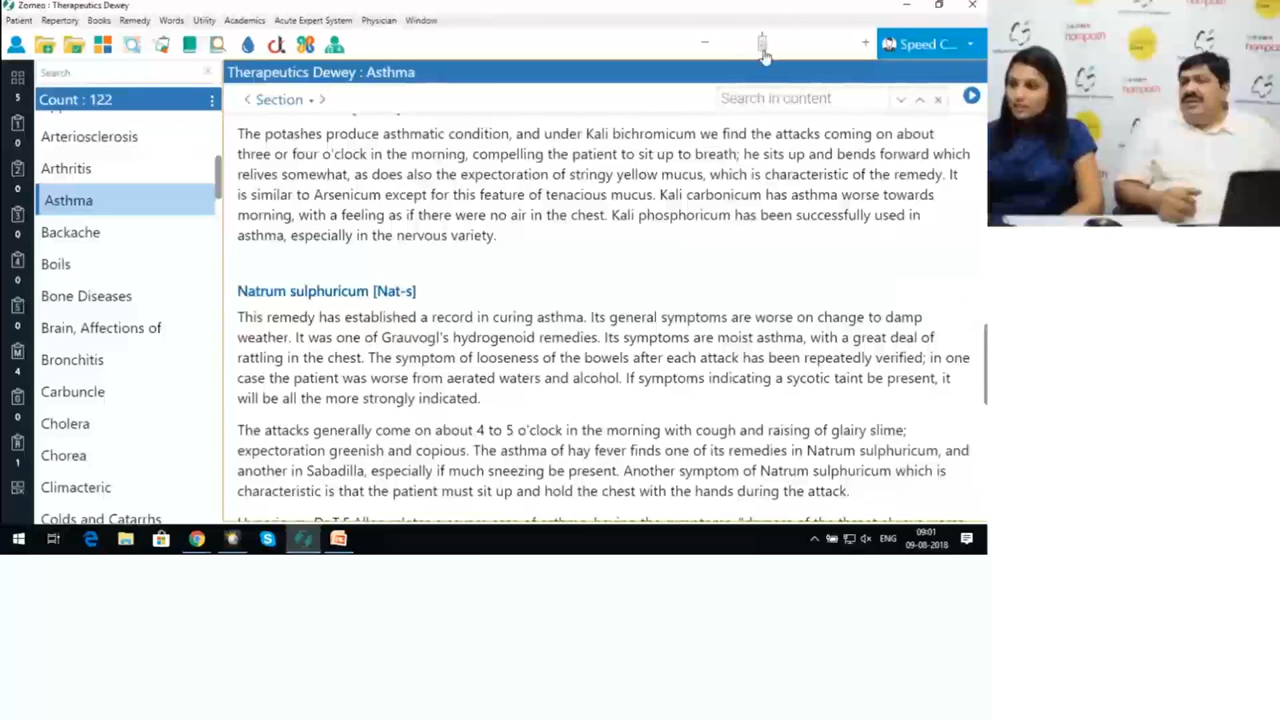 Zomeo : Therapeutics Dewey
Patient Repertory Books Remedy Words Utility Academics Acute Expert System Physician Window
Speed C...
Search
Therapeutics Dewey : Asthma
Count : 122
Section
Search in content
Arteriosclerosis
Arthritis
Asthma
Backache
Boils
Bone Diseases
Brain, Affections of
Bronchitis
Carbuncle
Cholera
Chorea
Climacteric
Colds and Catarrhs
5
1
0
2
0
3
0
4
0
5
0
M
4
G
0
R
1
The potashes produce asthmatic condition, and under Kali bichromicum we find the attacks coming on about
three or four o'clock in the morning, compelling the patient to sit up to breath; he sits up and bends forward which
relives somewhat, as does also the expectoration of stringy yellow mucus, which is characteristic of the remedy. It
is similar to Arsenicum except for this feature of tenacious mucus. Kali carbonicum has asthma worse towards
morning, with a feeling as if there were no air in the chest. Kali phosphoricum has been successfully used in
asthma, especially in the nervous variety.
Natrum sulphuricum [Nat-s]
This remedy has established a record in curing asthma. Its general symptoms are worse on change to damp
weather. It was one of Grauvogl's hydrogenoid remedies. Its symptoms are moist asthma, with a great deal of
rattling in the chest. The symptom of looseness of the bowels after each attack has been repeatedly verified; in one
case the patient was worse from aerated waters and alcohol. If symptoms indicating a sycotic taint be present, it
will be all the more strongly indicated.
The attacks generally come on about 4 to 5 o'clock in the morning with cough and raising of glairy slime;
expectoration greenish and copious. The asthma of hay fever finds one of its remedies in Natrum sulphuricum, and
another in Sabadilla, especially if much sneezing be present. Another symptom of Natrum sulphuricum which is
characteristic is that the patient must sit up and hold the chest with the hands during the attack.
ENG
09:01
09-08-2018
hompath